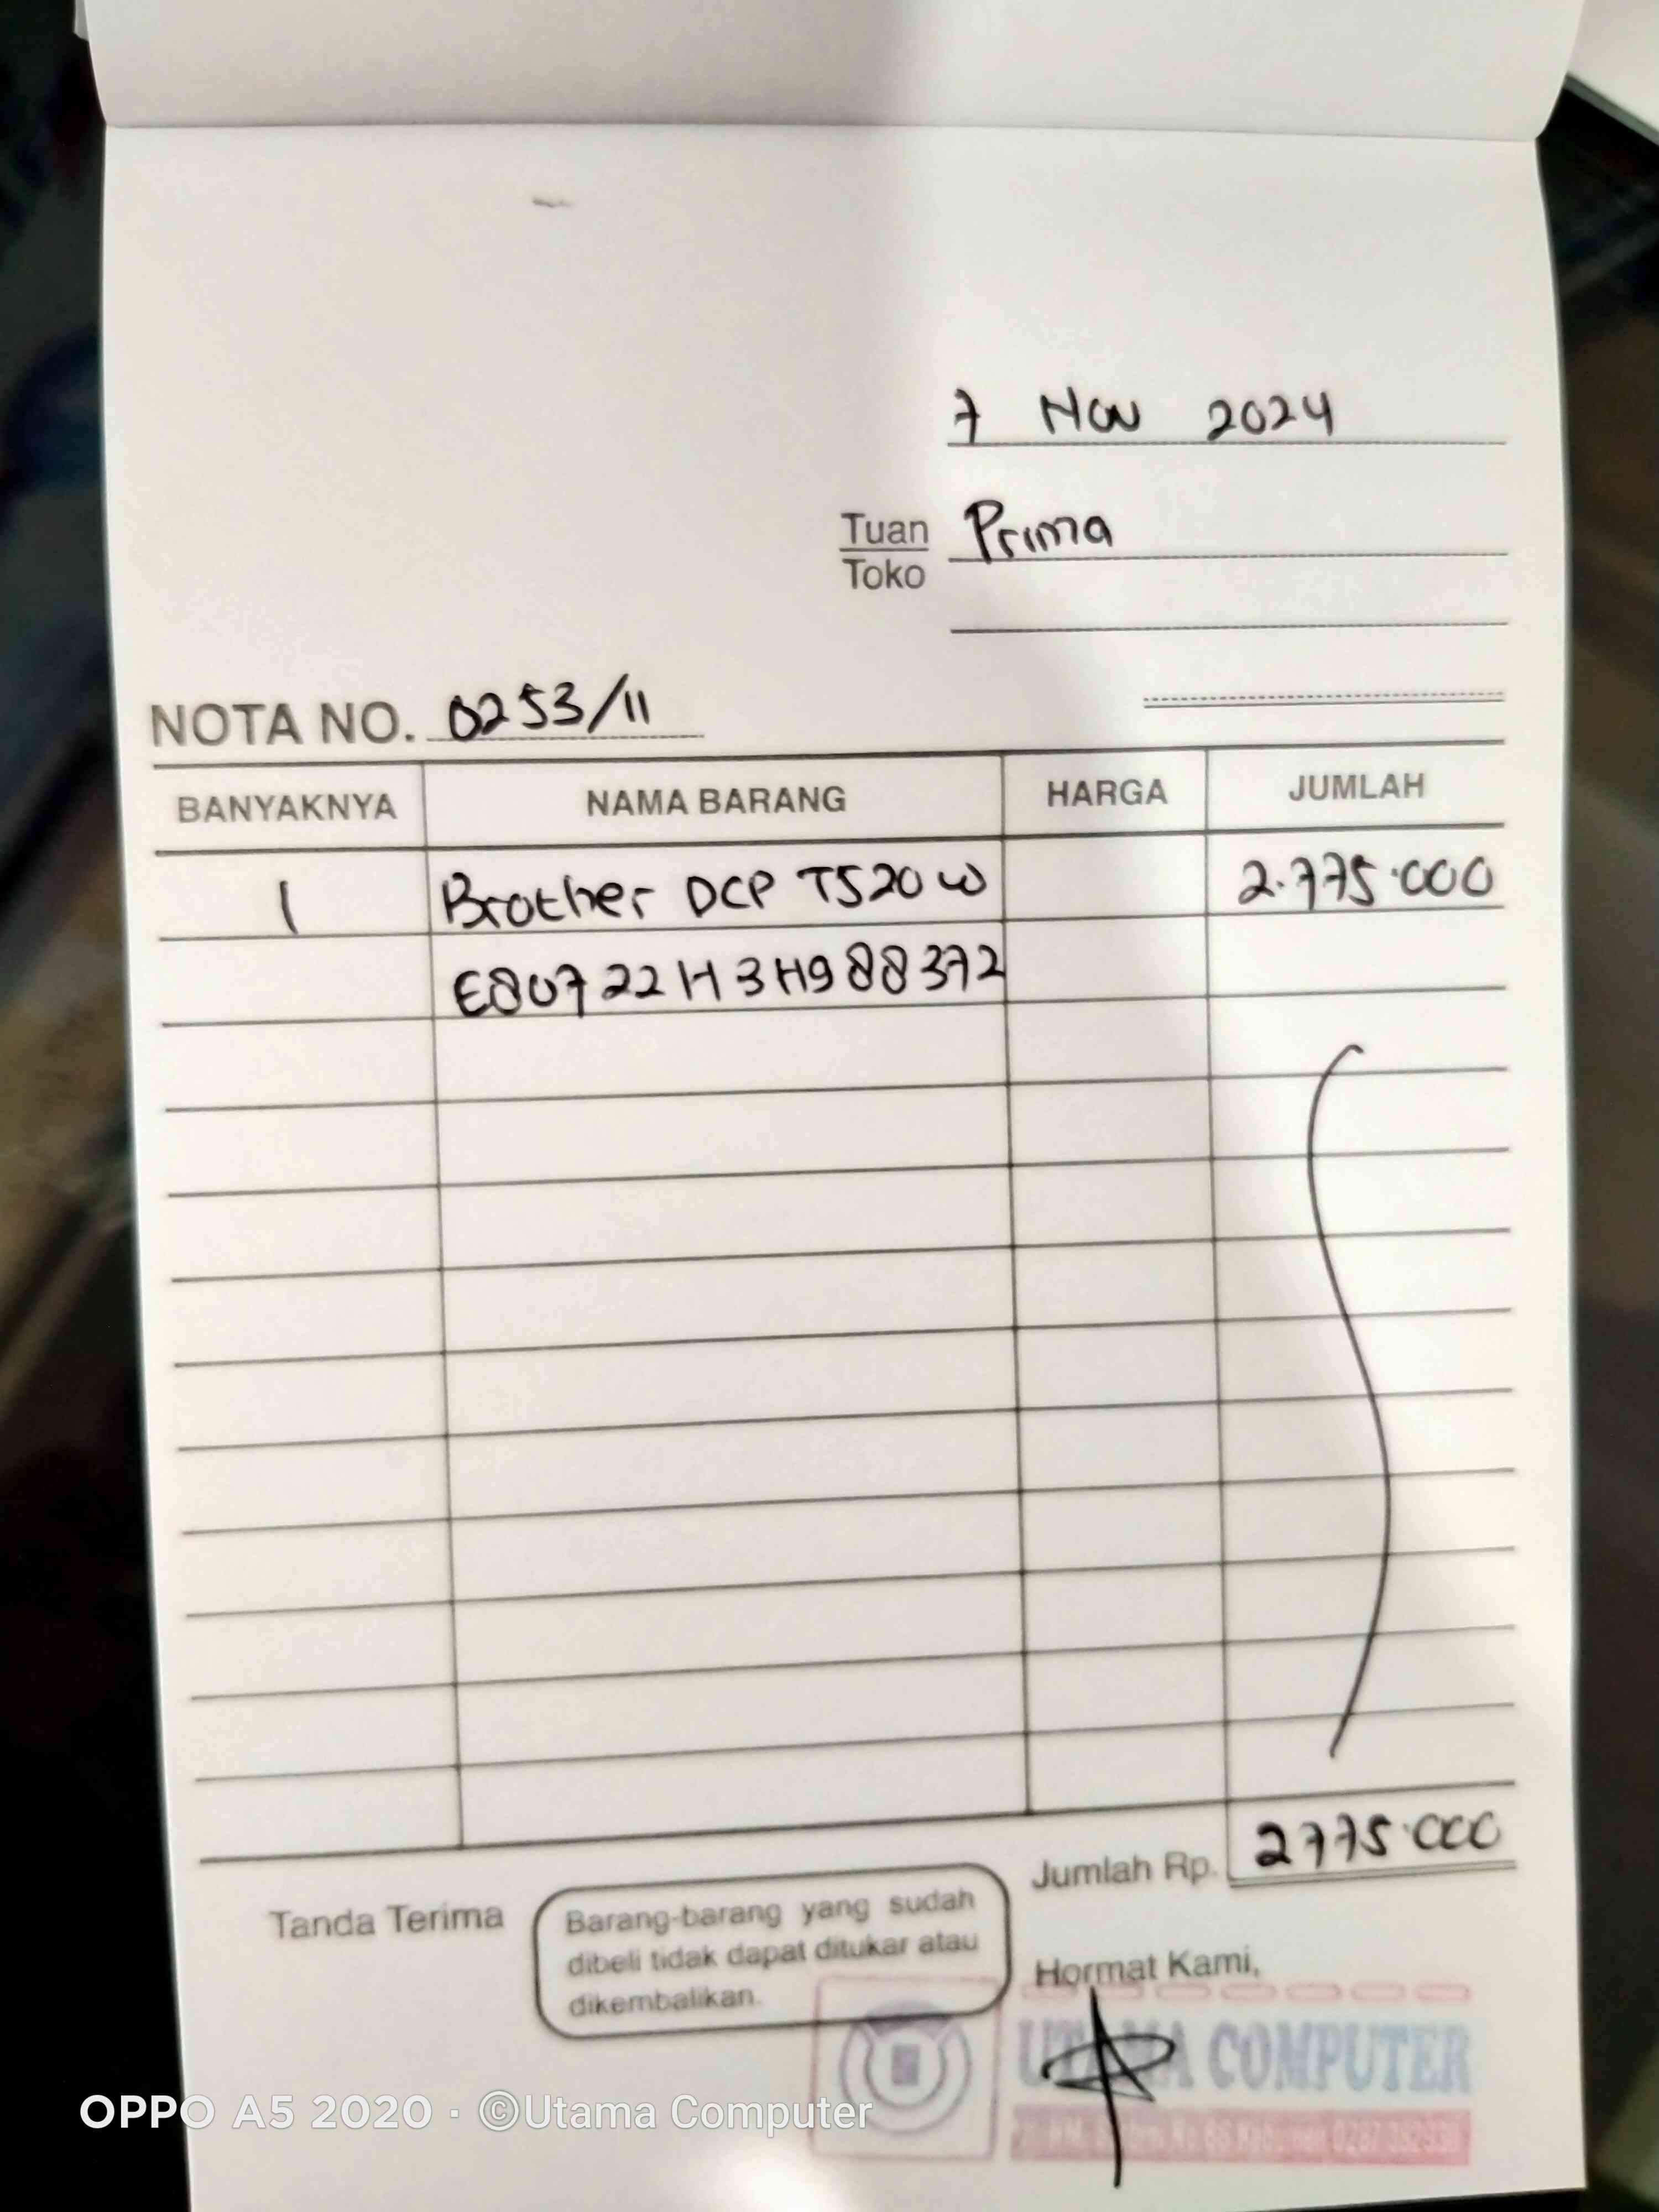 7 Nov 2024
Tuan Prima
Toko
NOTA NO. 0253/11
BANYAKNYA NAMA BARANG HARGA JUMLAH
1 Brother DCP T520W 2.775.000
E80722H3H988372
Jumlah Rp. 2775.000
Tanda Terima
Barang-barang yang sudah
dibeli tidak dapat ditukar atau
dikembalikan.
Hormat Kami,
UTAMA COMPUTER
OPPO A5 2020 · ©Utama Computer